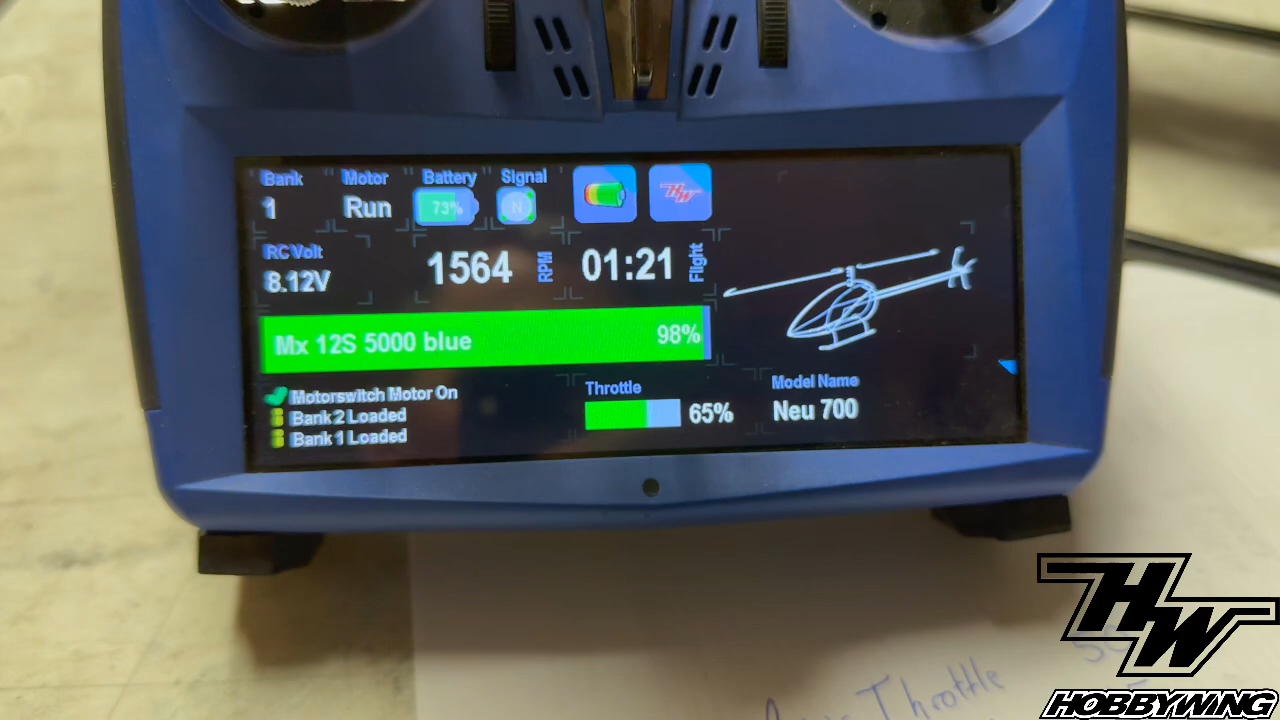 Bank
1
Motor
Run
Battery
73%
Signal
N
HW
RC Volt
8.12V
1564 RPM
01:21 Flight
Mx 12S 5000 blue 98%
Motorswitch Motor On
Bank 2 Loaded
Bank 1 Loaded
Throttle
65%
Model Name
Neu 700
Throttle
HW
HOBBYWING